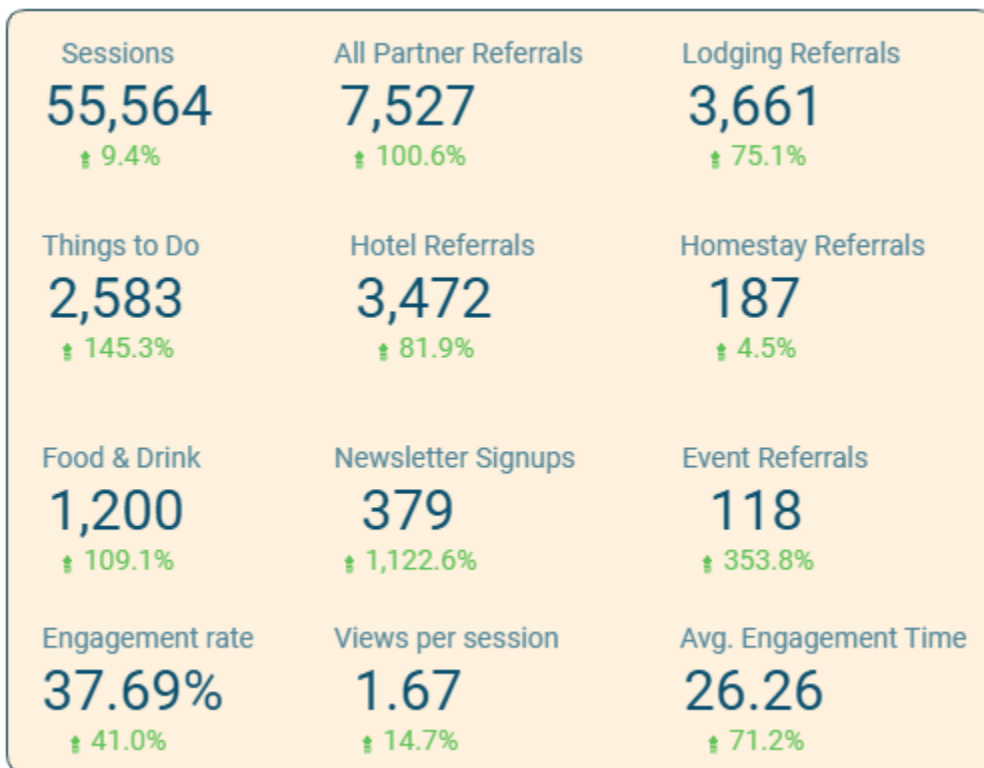 Sessions
All Partner Referrals
Lodging Referrals
55,564
7,527
3,661
9.4%
100.6%
75.1%
Things to Do
Hotel Referrals
Homestay Referrals
2,583
3,472
187
145.3%
81.9%
4.5%
Food & Drink
Newsletter Signups
Event Referrals
1,200
379
118
109.1%
1,122.6%
353.8%
Engagement rate
Views per session
Avg. Engagement Time
37.69%
1.67
26.26
41.0%
14.7%
71.2%